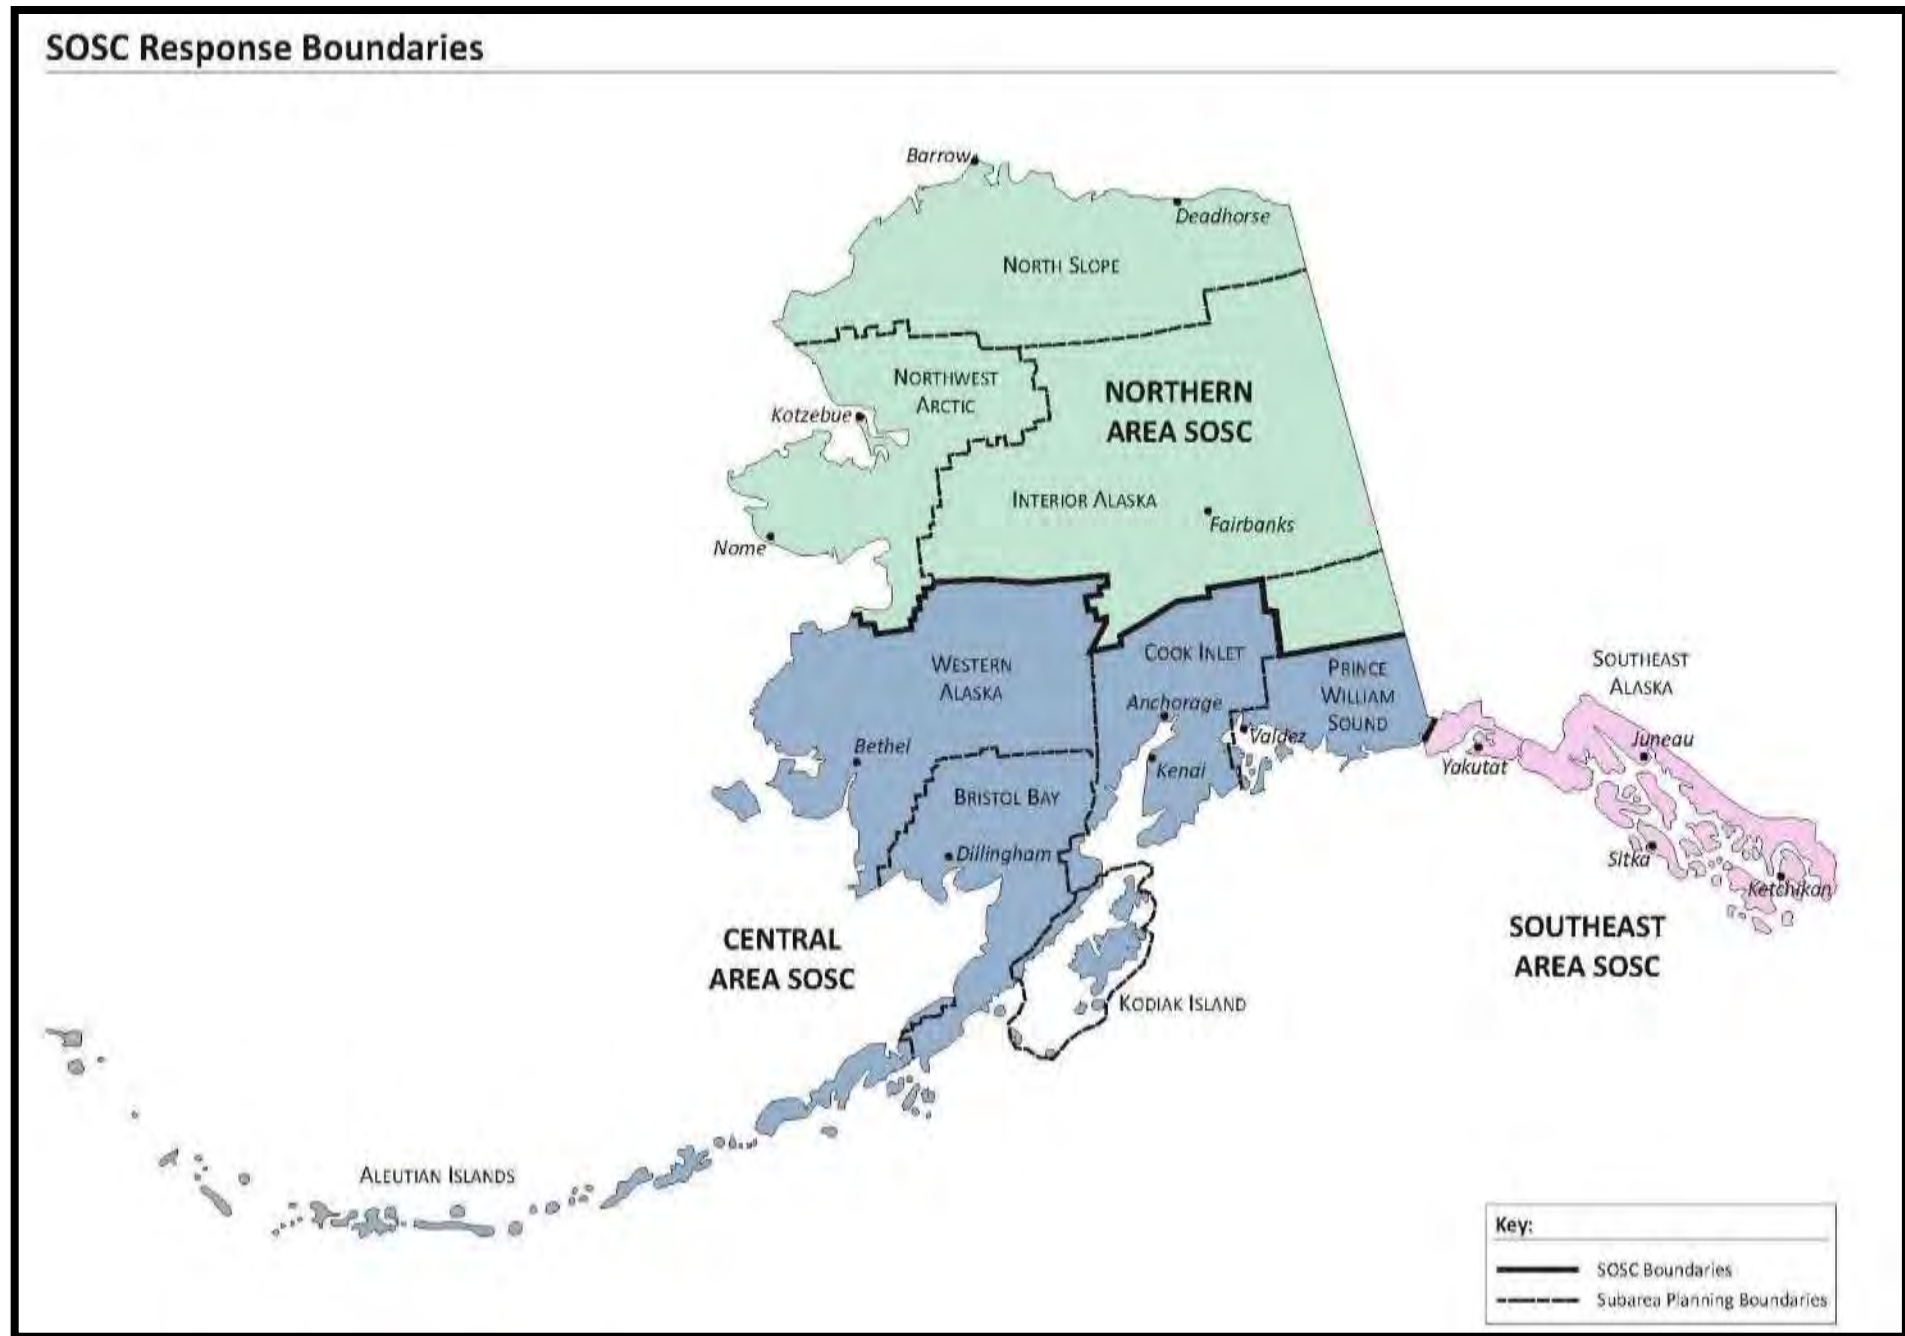 SOSC Response Boundaries
Barrow
Deadhorse
NORTH SLOPE
NORTHWEST
ARCTIC
Kotzebue
NORTHERN
AREA SOSC
INTERIOR ALASKA
Fairbanks
Nome
WESTERN
ALASKA
COOK INLET
PRINCE
WILLIAM
SOUND
SOUTHEAST
ALASKA
Anchorage
Valdez
Juneau
Bethel
Kenai
Yakutat
BRISTOL BAY
Dillingham
Sitka
Ketchikan
CENTRAL
AREA SOSC
SOUTHEAST
AREA SOSC
KODIAK ISLAND
ALEUTIAN ISLANDS
Key:
SOSC Boundaries
Subarea Planning Boundaries